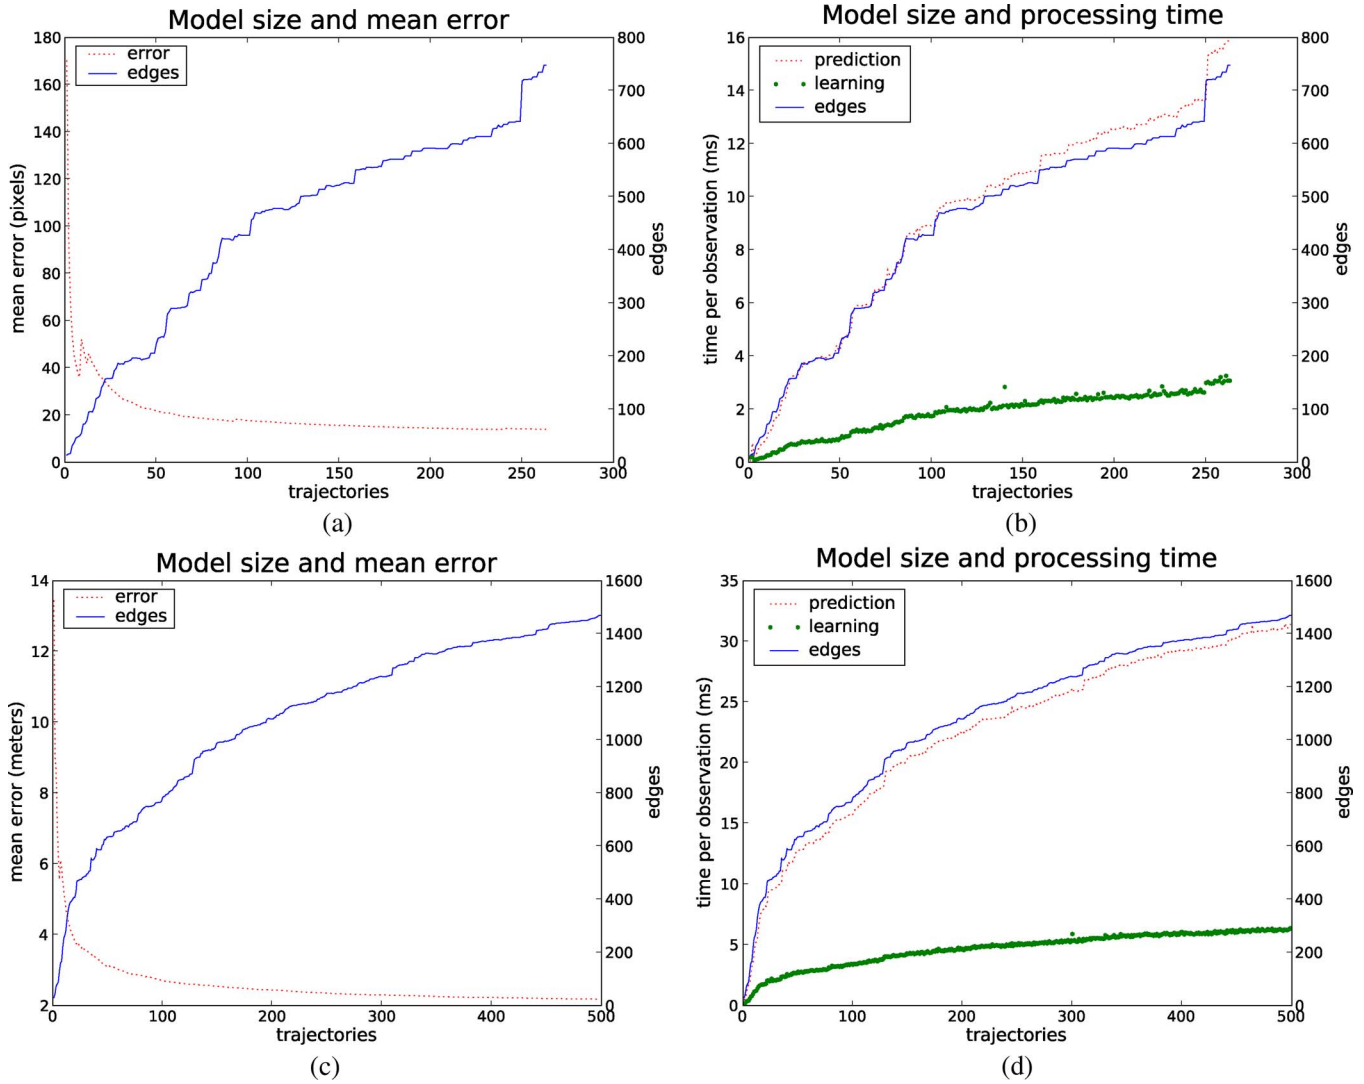 Model size and mean error
error
edges
180
160
140
120
100
80
60
40
20
0
mean error (pixels)
800
700
600
500
400
300
200
100
0
edges
0 50 100 150 200 250 300
trajectories
(a)
Model size and processing time
prediction
learning
edges
16
14
12
10
8
6
4
2
0
time per observation (ms)
800
700
600
500
400
300
200
100
0
edges
0 50 100 150 200 250 300
trajectories
(b)
Model size and mean error
error
edges
14
12
10
8
6
4
2
mean error (meters)
1600
1400
1200
1000
800
600
400
200
0
edges
0 100 200 300 400 500
trajectories
(c)
Model size and processing time
prediction
learning
edges
35
30
25
20
15
10
5
0
time per observation (ms)
1600
1400
1200
1000
800
600
400
200
0
edges
0 100 200 300 400 500
trajectories
(d)